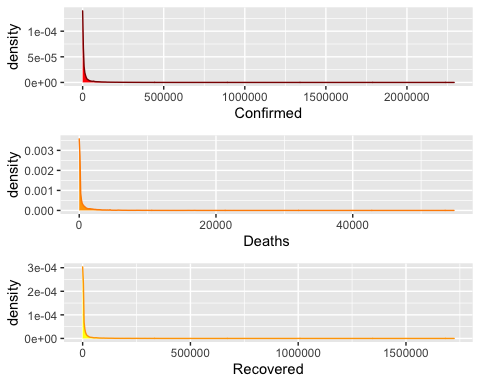 density
1e-04
5e-05
0e+00
0 500000 1000000 1500000 2000000
Confirmed
density
0.003
0.002
0.001
0.000
0 20000 40000
Deaths
density
3e-04
2e-04
1e-04
0e+00
0 500000 1000000 1500000
Recovered